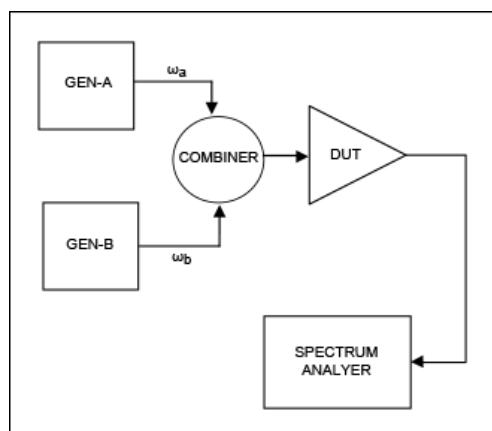 GEN-A
ωa
COMBINER
DUT
GEN-B
ωb
SPECTRUM
ANALYER